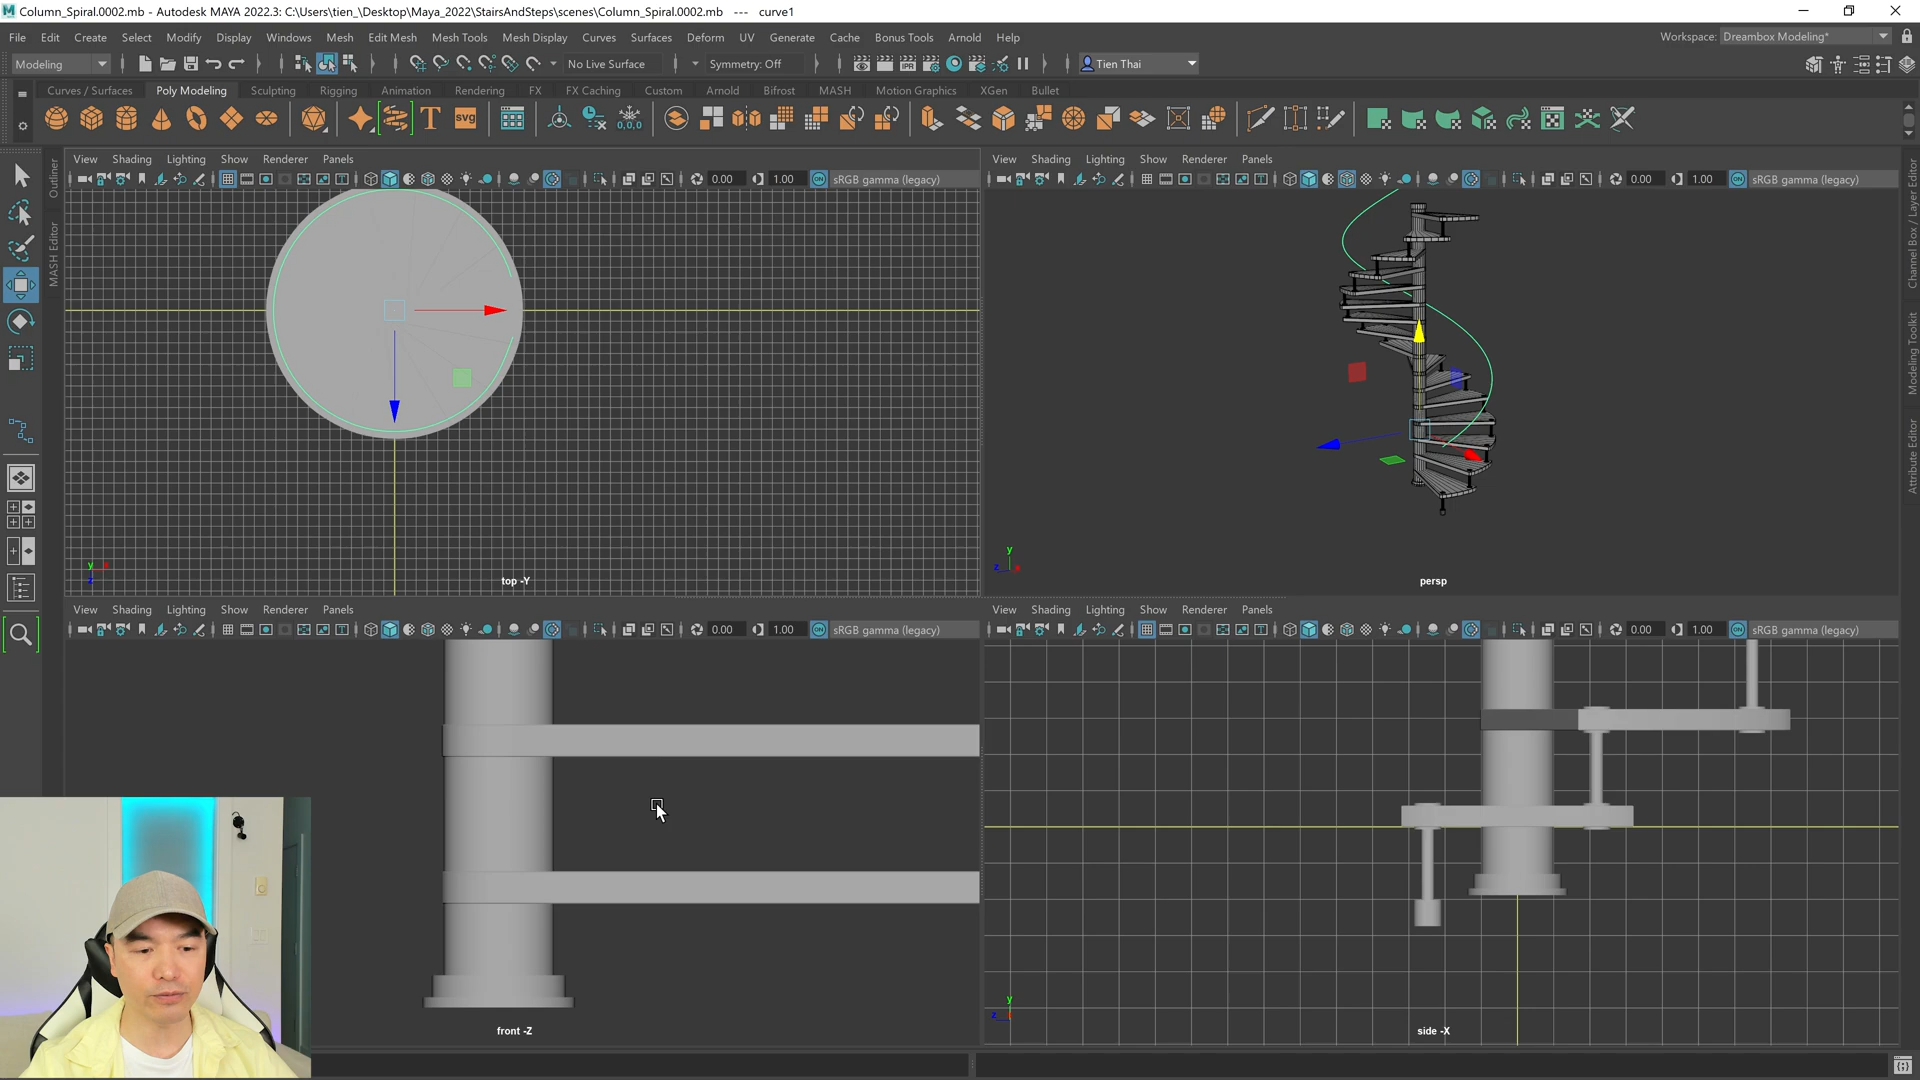 Column_Spiral.0002.mb - Autodesk MAYA 2022.3: C:\Users\tien_\Desktop\Maya_2022\StairsAndSteps\scenes\Column_Spiral.0002.mb --- curve1
File Edit Create Select Modify Display Windows Mesh Edit Mesh Mesh Tools Mesh Display Curves Surfaces Deform UV Generate Cache Bonus Tools Arnold Help
Workspace: Dreambox Modeling*
Modeling No Live Surface Symmetry: Off Tien Thai
Curves / Surfaces Poly Modeling Sculpting Rigging Animation Rendering FX FX Caching Custom Arnold Bifrost MASH Motion Graphics XGen Bullet
View Shading Lighting Show Renderer Panels
0.00 1.00 ON sRGB gamma (legacy)
top -Y
View Shading Lighting Show Renderer Panels
0.00 1.00 ON sRGB gamma (legacy)
persp
View Shading Lighting Show Renderer Panels
0.00 1.00 ON sRGB gamma (legacy)
front -Z
View Shading Lighting Show Renderer Panels
0.00 1.00 ON sRGB gamma (legacy)
side -X
Outliner
MASH Editor
Channel Box / Layer Editor
Modeling Toolkit
Attribute Editor